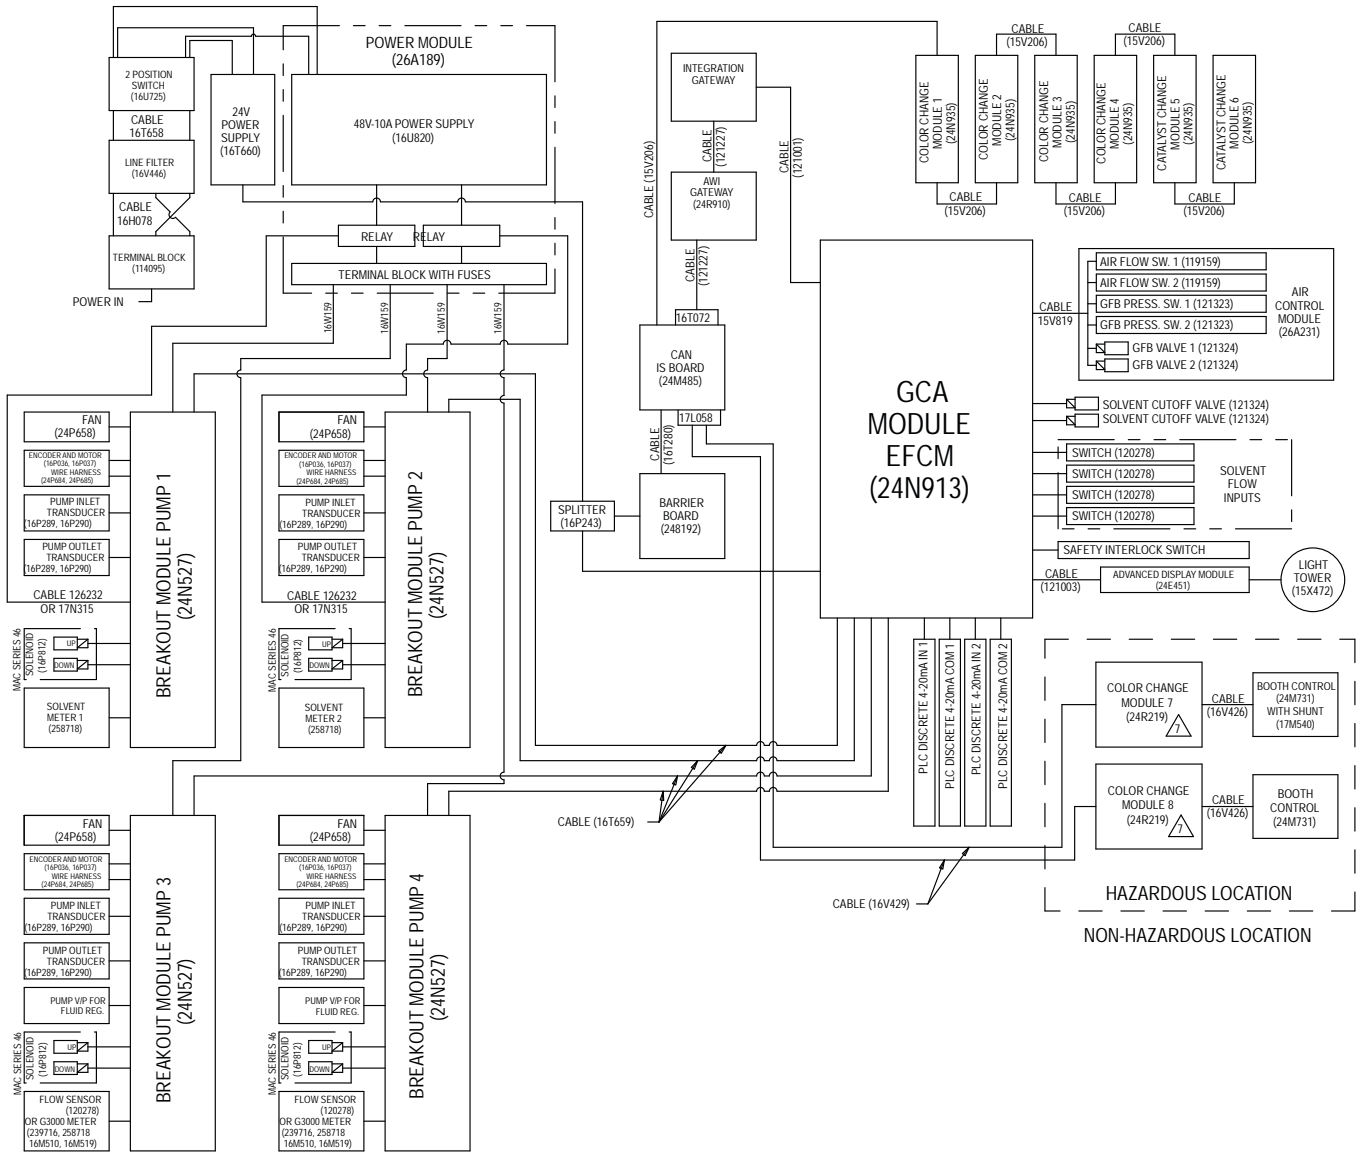 POWER MODULE
(26A189)
2 POSITION
SWITCH
(16U725)
CABLE
16T658
LINE FILTER
(16V446)
CABLE
16H078
TERMINAL BLOCK
(114095)
POWER IN
24V
POWER
SUPPLY
(16T660)
48V-10A POWER SUPPLY
(16U820)
RELAY
RELAY
TERMINAL BLOCK WITH FUSES
16W159
16W159
16W159
16W159
INTEGRATION
GATEWAY
CABLE
(121227)
AWI
GATEWAY
(24R910)
CABLE
(121227)
CABLE (15V206)
CABLE
(121001)
16T072
CAN
IS BOARD
(24M485)
17L058
CABLE
(16T280)
BARRIER
BOARD
(248192)
SPLITTER
(16P243)
CABLE
(15V206)
CABLE
(15V206)
COLOR CHANGE
MODULE 1
(24N935)
COLOR CHANGE
MODULE 2
(24N935)
COLOR CHANGE
MODULE 3
(24N935)
COLOR CHANGE
MODULE 4
(24N935)
CATALYST CHANGE
MODULE 5
(24N935)
CATALYST CHANGE
MODULE 6
(24N935)
CABLE
(15V206)
CABLE
(15V206)
CABLE
(15V206)
GCA
MODULE
EFCM
(24N913)
CABLE
15V819
AIR FLOW SW. 1 (119159)
AIR FLOW SW. 2 (119159)
GFB PRESS. SW. 1 (121323)
GFB PRESS. SW. 2 (121323)
GFB VALVE 1 (121324)
GFB VALVE 2 (121324)
AIR
CONTROL
MODULE
(26A231)
SOLVENT CUTOFF VALVE (121324)
SOLVENT CUTOFF VALVE (121324)
SWITCH (120278)
SWITCH (120278)
SWITCH (120278)
SWITCH (120278)
SOLVENT
FLOW
INPUTS
SAFETY INTERLOCK SWITCH
CABLE
(121003)
ADVANCED DISPLAY MODULE
(24E451)
LIGHT
TOWER
(15X472)
PLC DISCRETE 4-20mA IN 1
PLC DISCRETE 4-20mA COM 1
PLC DISCRETE 4-20mA IN 2
PLC DISCRETE 4-20mA COM 2
COLOR CHANGE
MODULE 7
(24R219)
7
CABLE
(16V426)
BOOTH CONTROL
(24M731)
WITH SHUNT
(17M540)
COLOR CHANGE
MODULE 8
(24R219)
7
CABLE
(16V426)
BOOTH
CONTROL
(24M731)
HAZARDOUS LOCATION
NON-HAZARDOUS LOCATION
CABLE (16T659)
CABLE (16V429)
FAN
(24P658)
ENCODER AND MOTOR
(16P036, 16P037)
WIRE HARNESS
(24P684, 24P685)
PUMP INLET
TRANSDUCER
(16P289, 16P290)
PUMP OUTLET
TRANSDUCER
(16P289, 16P290)
CABLE 126232
OR 17N315
MAC SERIES 46
SOLENOID
(16P812)
UP
DOWN
SOLVENT
METER 1
(258718)
BREAKOUT MODULE PUMP 1
(24N527)
FAN
(24P658)
ENCODER AND MOTOR
(16P036, 16P037)
WIRE HARNESS
(24P684, 24P685)
PUMP INLET
TRANSDUCER
(16P289, 16P290)
PUMP OUTLET
TRANSDUCER
(16P289, 16P290)
CABLE 126232
OR 17N315
MAC SERIES 46
SOLENOID
(16P812)
UP
DOWN
SOLVENT
METER 2
(258718)
BREAKOUT MODULE PUMP 2
(24N527)
FAN
(24P658)
ENCODER AND MOTOR
(16P036, 16P037)
WIRE HARNESS
(24P684, 24P685)
PUMP INLET
TRANSDUCER
(16P289, 16P290)
PUMP OUTLET
TRANSDUCER
(16P289, 16P290)
PUMP V/P FOR
FLUID REG.
MAC SERIES 46
SOLENOID
(16P812)
UP
DOWN
FLOW SENSOR
(120278)
OR G3000 METER
(239716, 258718
16M510, 16M519)
BREAKOUT MODULE PUMP 3
(24N527)
FAN
(24P658)
ENCODER AND MOTOR
(16P036, 16P037)
WIRE HARNESS
(24P684, 24P685)
PUMP INLET
TRANSDUCER
(16P289, 16P290)
PUMP OUTLET
TRANSDUCER
(16P289, 16P290)
PUMP V/P FOR
FLUID REG.
MAC SERIES 46
SOLENOID
(16P812)
UP
DOWN
FLOW SENSOR
(120278)
OR G3000 METER
(239716, 258718
16M510, 16M519)
BREAKOUT MODULE PUMP 4
(24N527)